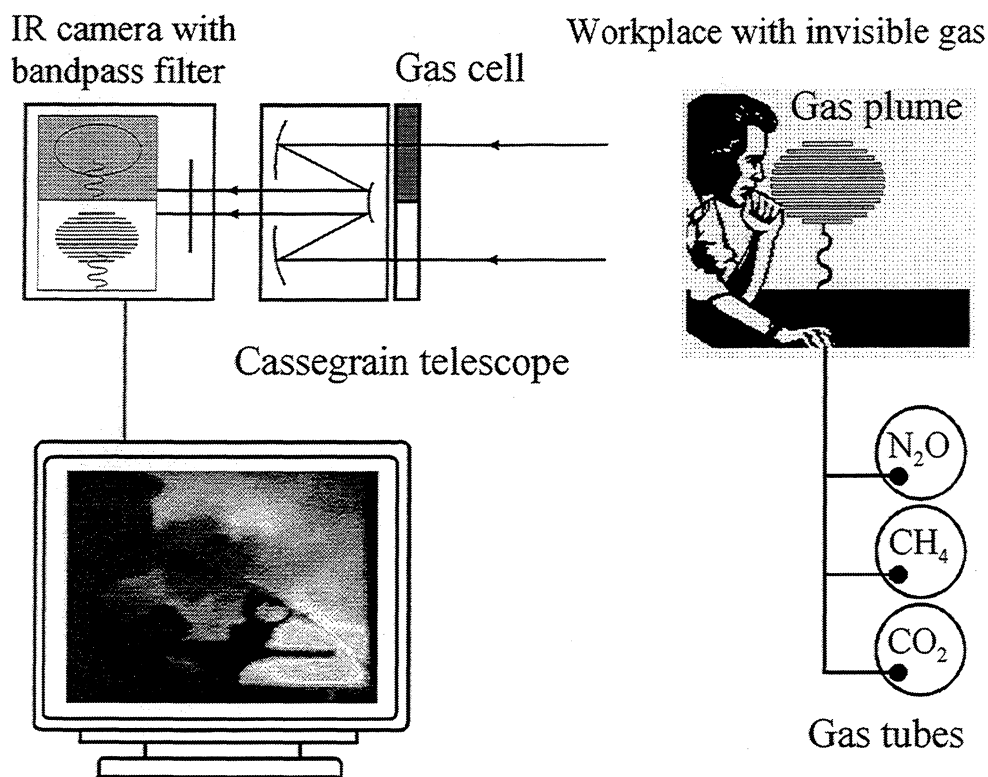 IR camera with
bandpass filter
Gas cell
Workplace with invisible gas
Gas plume
Cassegrain telescope
N₂O
CH₄
CO₂
Gas tubes